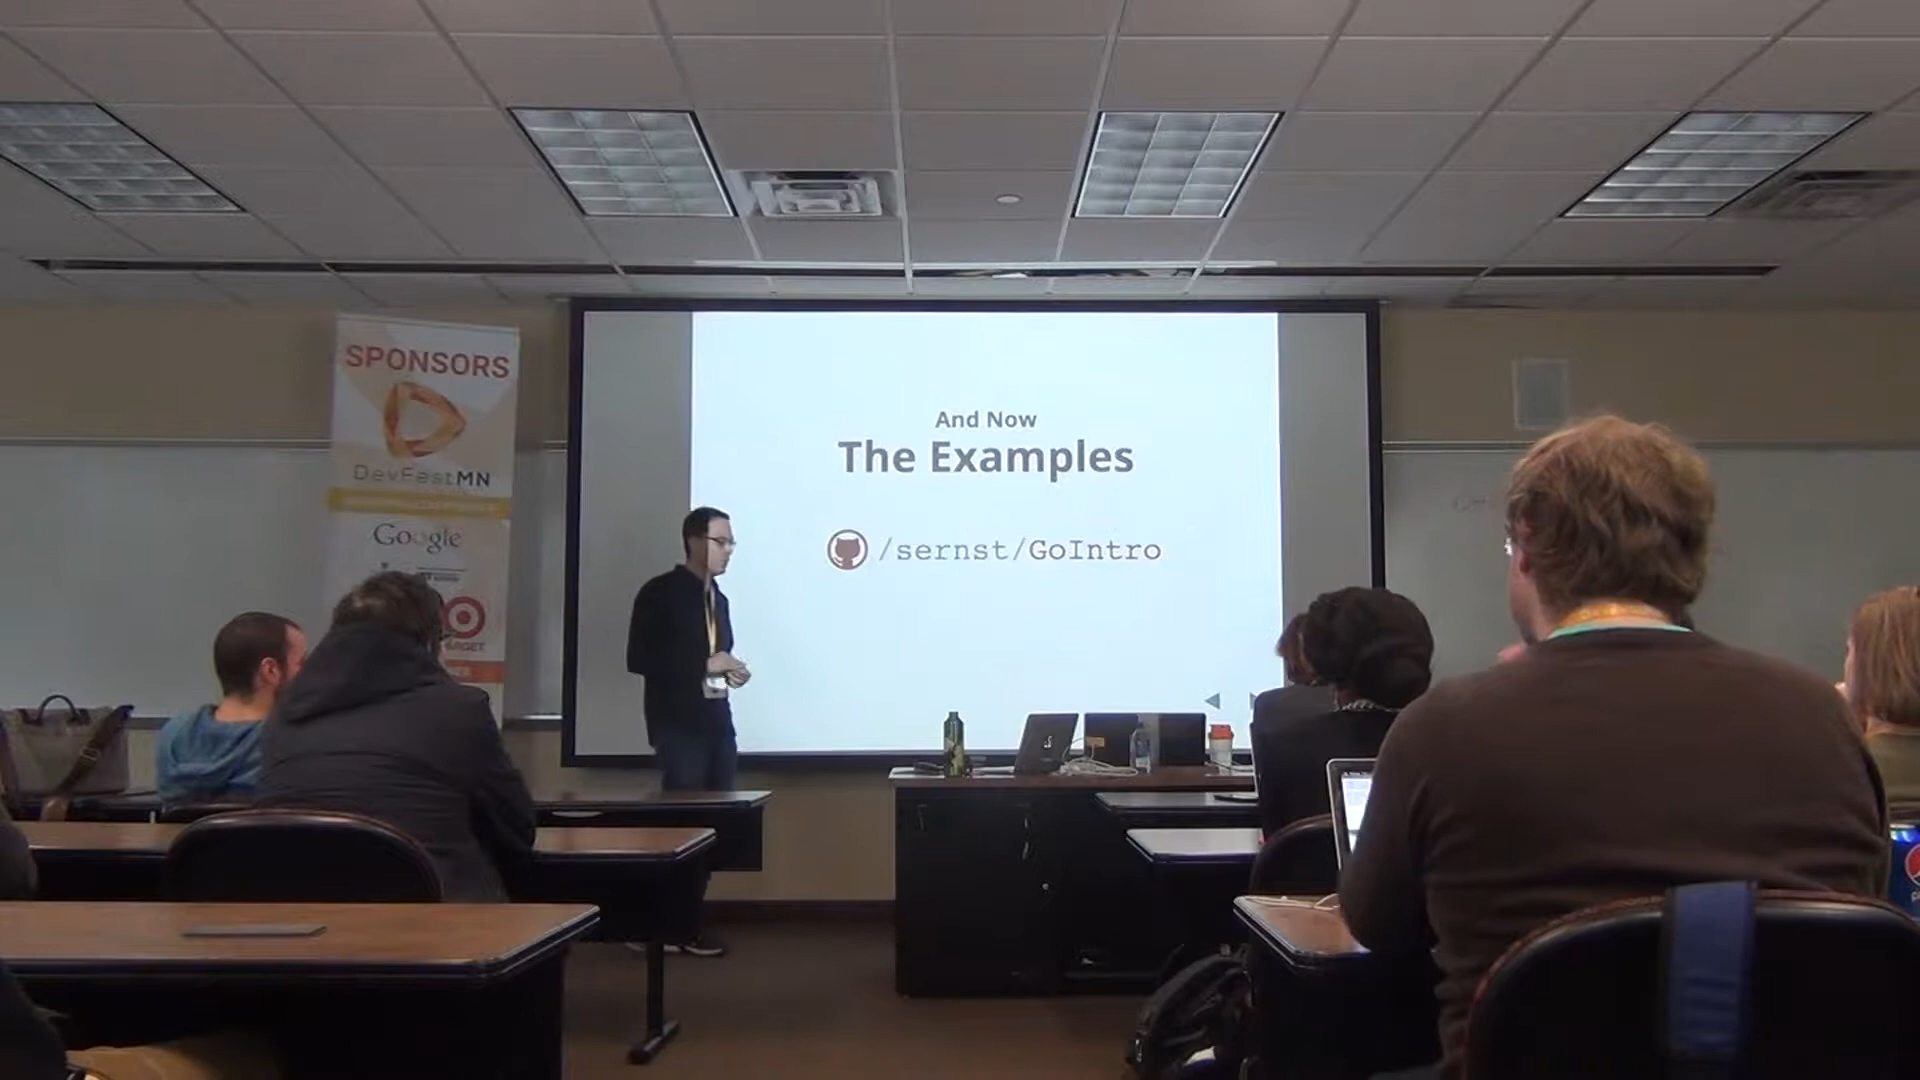 SPONSORS
DevFestMN
Google
And Now
The Examples
/sernst/GoIntro